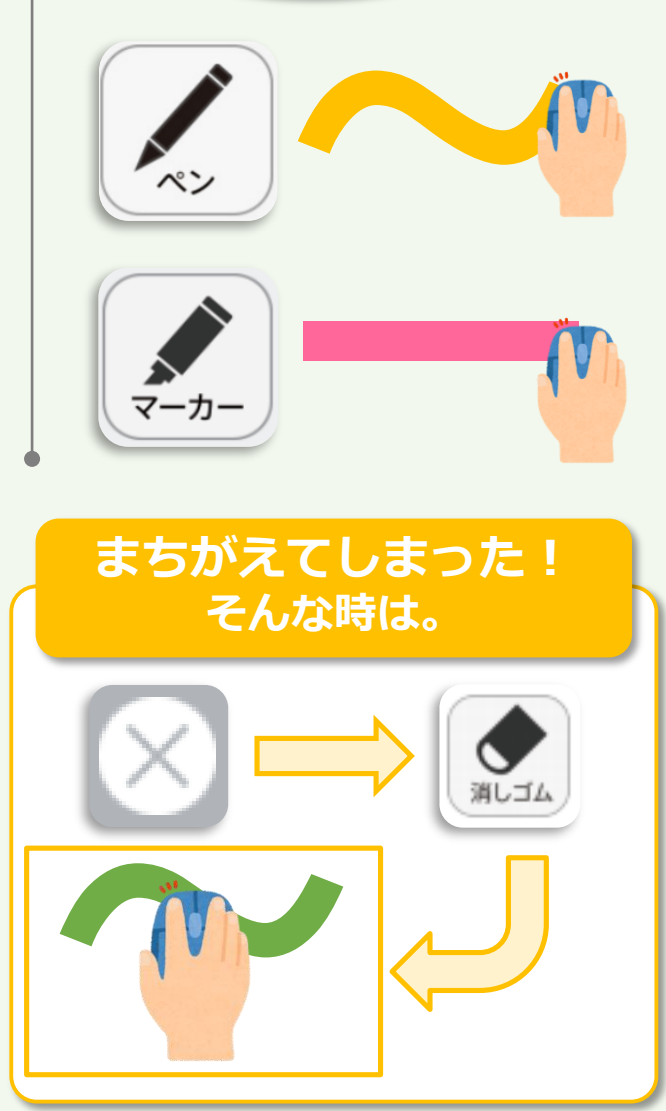 ペン
マーカー
まちがえてしまった！
そんな時は。
消しゴム